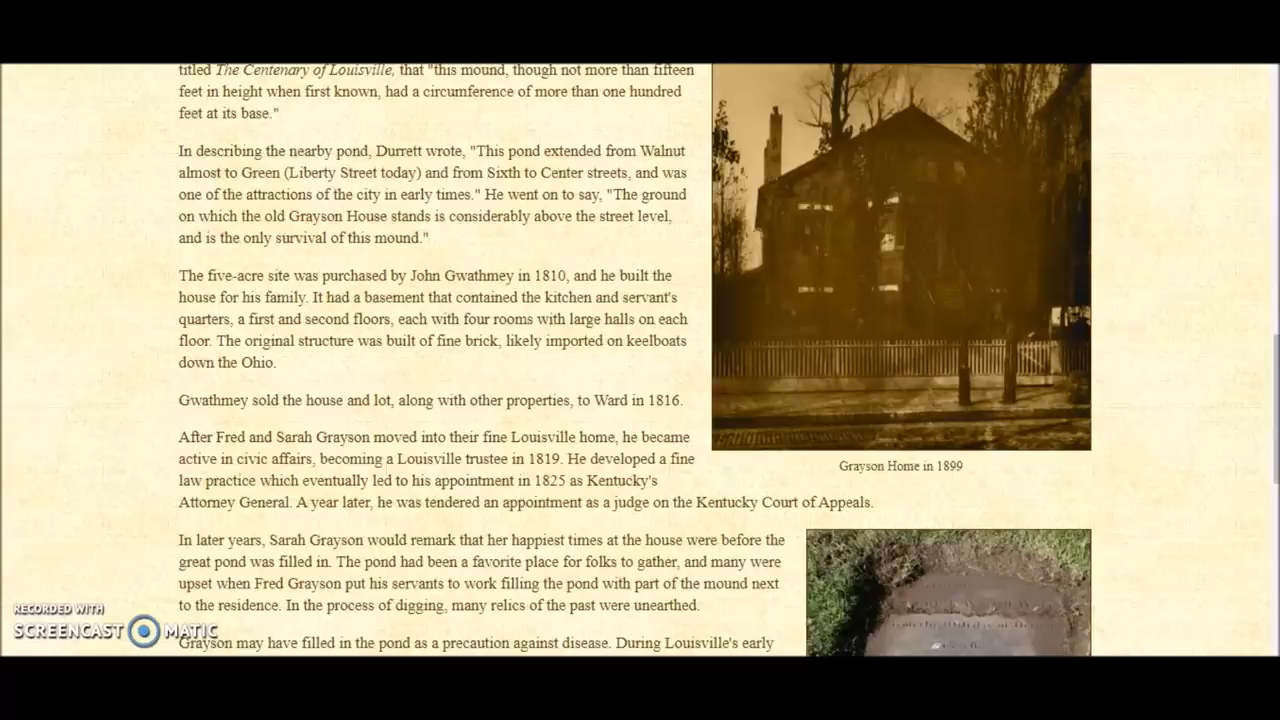 titled The Centenary of Louisville, that "this mound, though not more than fifteen
feet in height when first known, had a circumference of more than one hundred
feet at its base."
In describing the nearby pond, Durrett wrote, "This pond extended from Walnut
almost to Green (Liberty Street today) and from Sixth to Center streets, and was
one of the attractions of the city in early times." He went on to say, "The ground
on which the old Grayson House stands is considerably above the street level,
and is the only survival of this mound."
The five-acre site was purchased by John Gwathmey in 1810, and he built the
house for his family. It had a basement that contained the kitchen and servant's
quarters, a first and second floors, each with four rooms with large halls on each
floor. The original structure was built of fine brick, likely imported on keelboats
down the Ohio.
Gwathmey sold the house and lot, along with other properties, to Ward in 1816.
After Fred and Sarah Grayson moved into their fine Louisville home, he became
active in civic affairs, becoming a Louisville trustee in 1819. He developed a fine
law practice which eventually led to his appointment in 1825 as Kentucky's
Attorney General. A year later, he was tendered an appointment as a judge on the Kentucky Court of Appeals.
Grayson Home in 1899
In later years, Sarah Grayson would remark that her happiest times at the house were before the
great pond was filled in. The pond had been a favorite place for folks to gather, and many were
upset when Fred Grayson put his servants to work filling the pond with part of the mound next
to the residence. In the process of digging, many relics of the past were unearthed.
Grayson may have filled in the pond as a precaution against disease. During Louisville's early
RECORDED WITH
SCREENCAST MATIC